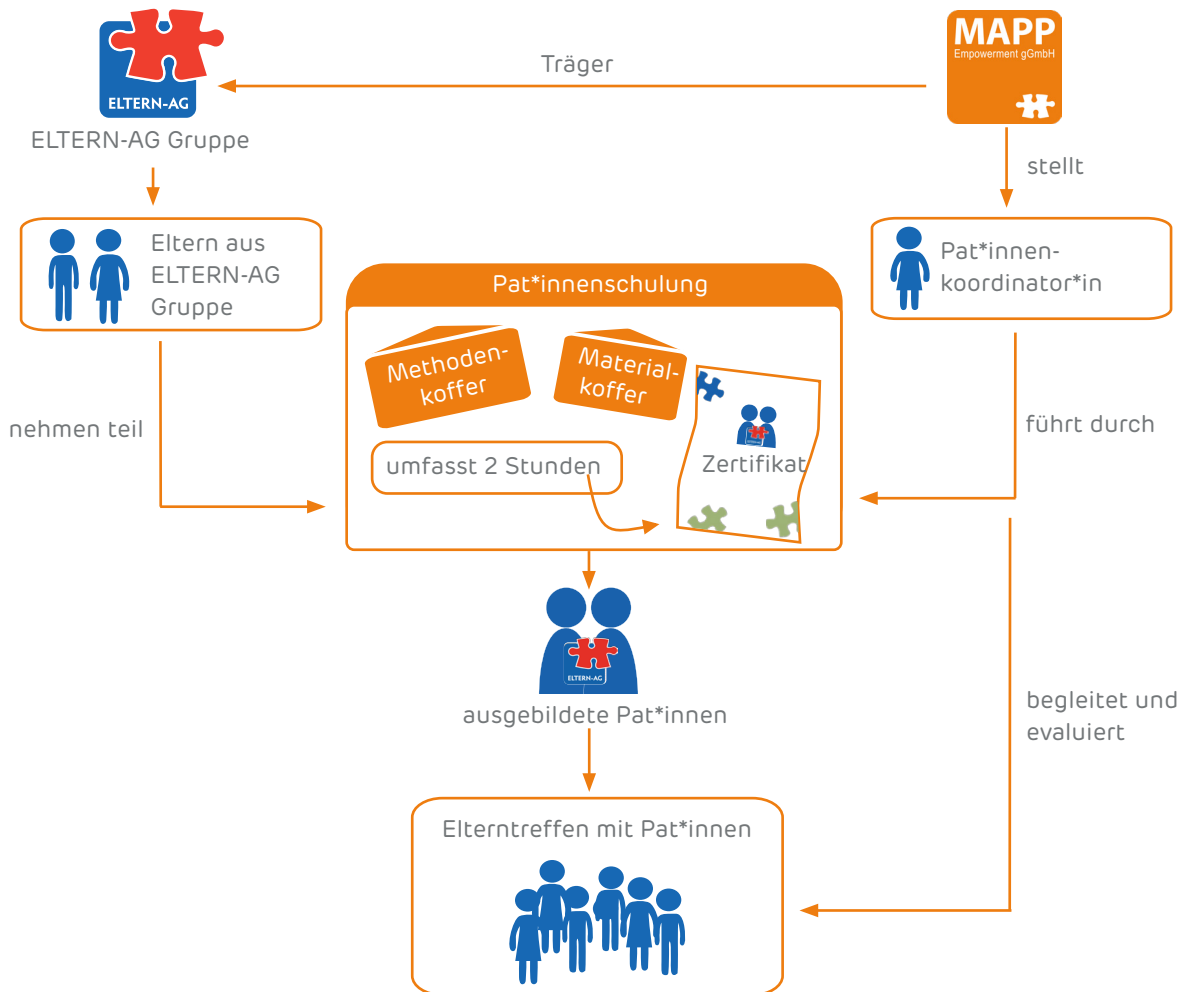 MAPP
Empowerment gGmbH
Träger
ELTERN-AG
ELTERN-AG Gruppe
stellt
Eltern aus
ELTERN-AG
Gruppe
Pat*innen-
koordinator*in
Pat*innenschulung
Methoden-
koffer
Material-
koffer
nehmen teil
führt durch
umfasst 2 Stunden
Zertifikat
ELTERN-AG
ausgebildete Pat*innen
begleitet und
evaluiert
Elterntreffen mit Pat*innen